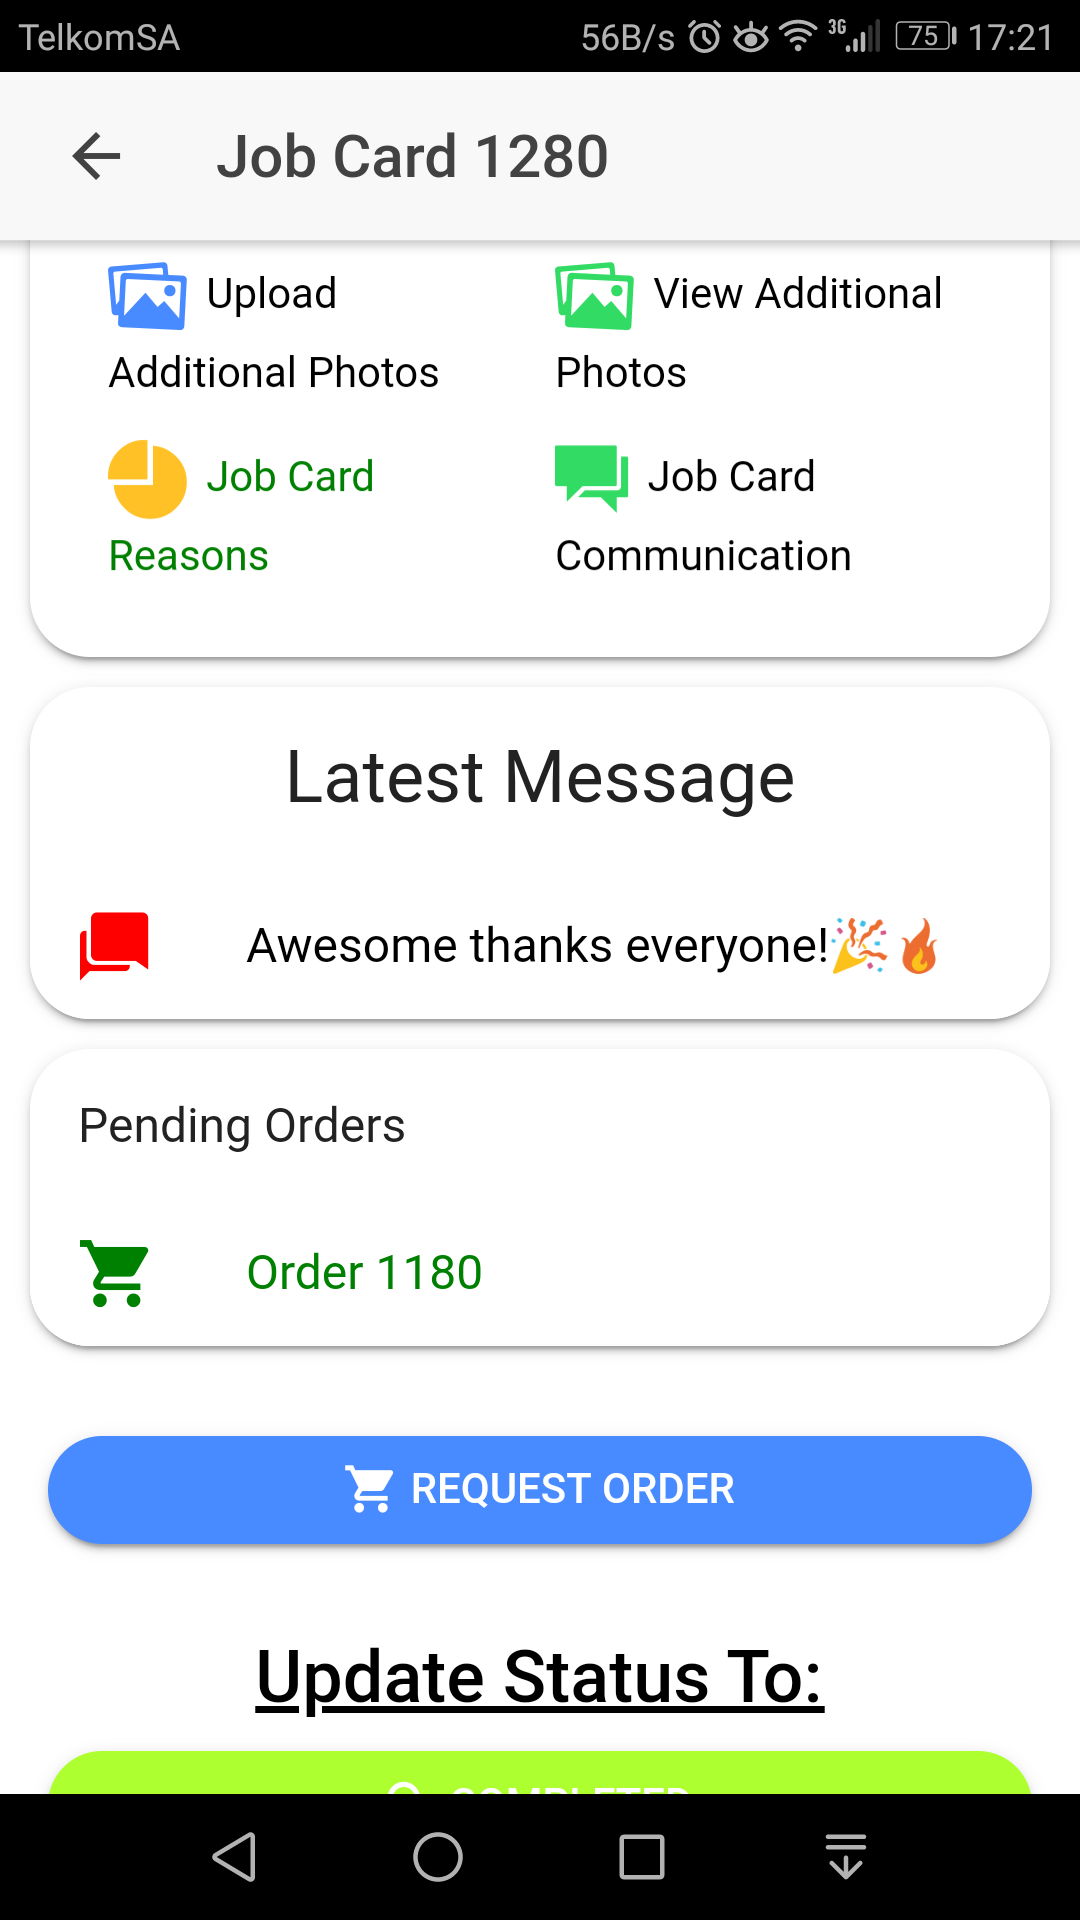 TelkomSA 56B/s 3G 75 17:21
Job Card 1280
Upload
Additional Photos
View Additional
Photos
Job Card
Reasons
Job Card
Communication
Latest Message
Awesome thanks everyone!🎉🔥
Pending Orders
Order 1180
REQUEST ORDER
Update Status To:
COMPLETED